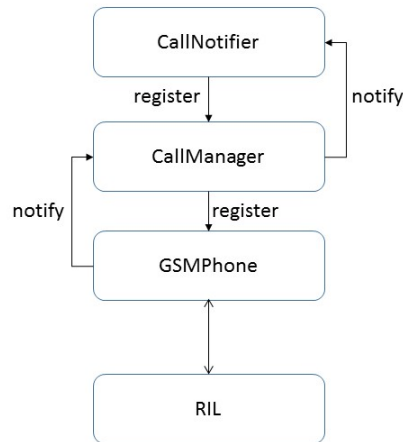 CallNotifier
register
notify
CallManager
notify
register
GSMPhone
RIL